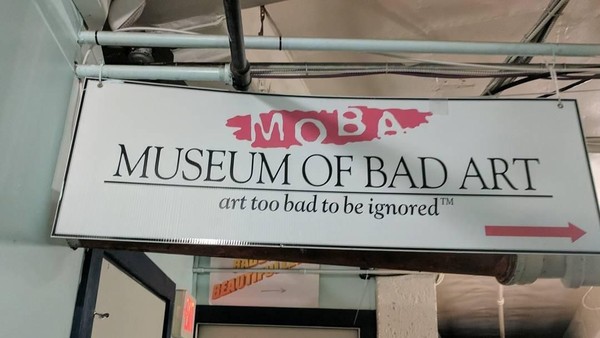 MOBA
MUSEUM OF BAD ART
art too bad to be ignored™